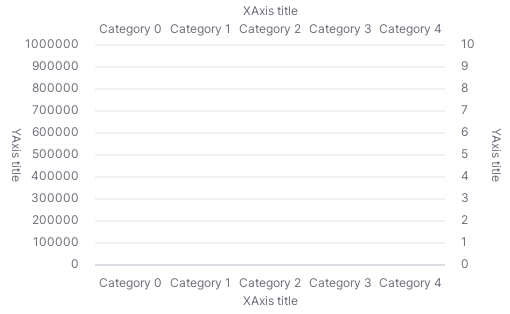 XAxis title
Category 0 Category 1 Category 2 Category 3 Category 4
1000000 10
900000 9
800000 8
700000 7
600000 6
500000 5
400000 4
300000 3
200000 2
100000 1
0 0
YAxis title
YAxis title
Category 0 Category 1 Category 2 Category 3 Category 4
XAxis title